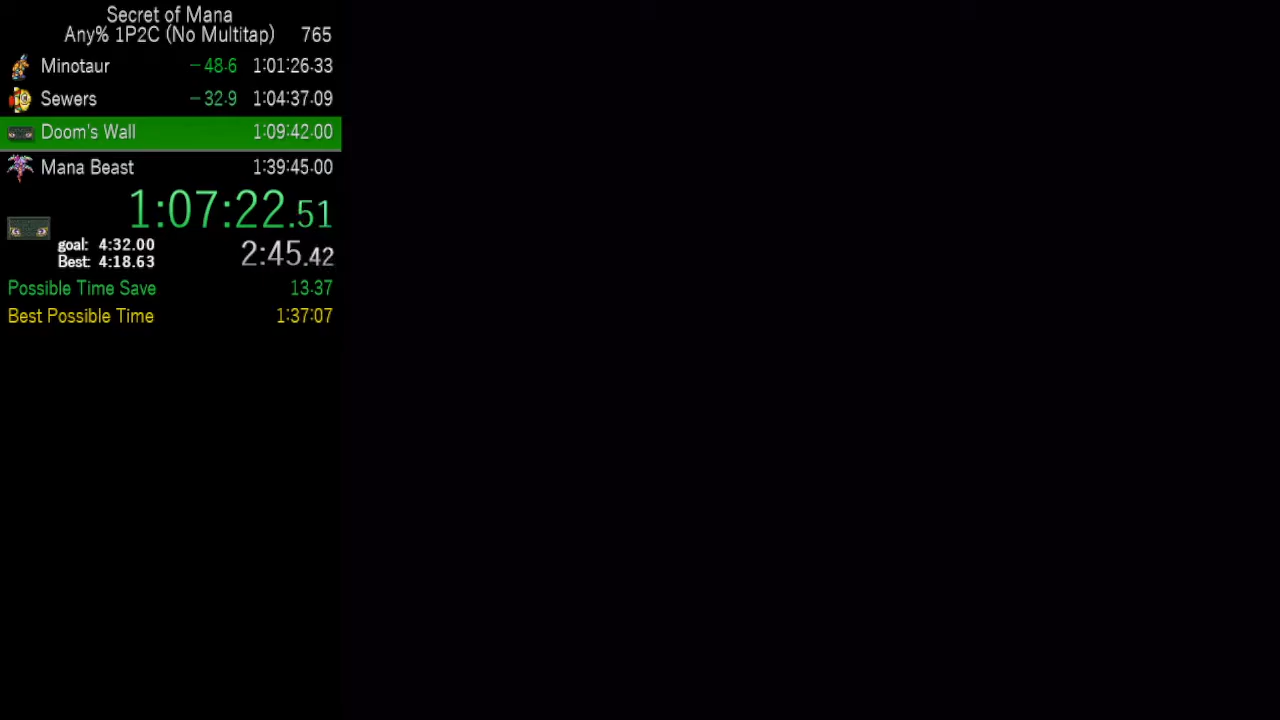 Secret of Mana
Any% 1P2C (No Multitap) 765
Minotaur −48.6 1:01:26.33
Sewers −32.9 1:04:37.09
Doom's Wall 1:09:42.00
Mana Beast 1:39:45.00
1:07:22.51
goal: 4:32.00
Best: 4:18.63
2:45.42
Possible Time Save 13.37
Best Possible Time 1:37:07